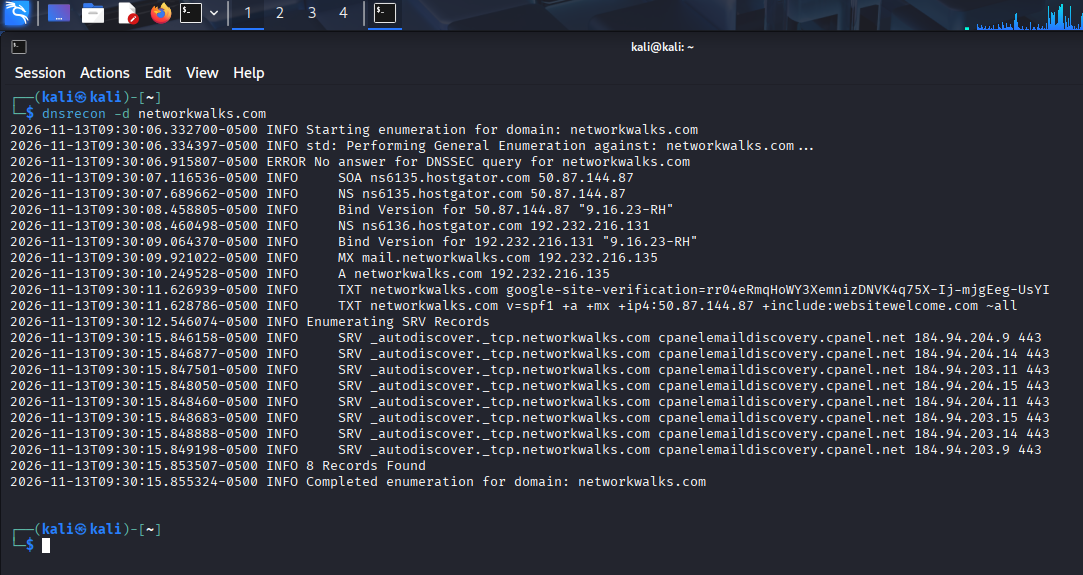 1 2 3 4
kali@kali: ~
Session Actions Edit View Help
┌──(kali㉿kali)-[~]
└─$ dnsrecon -d networkwalks.com
2026-11-13T09:30:06.332700-0500 INFO Starting enumeration for domain: networkwalks.com
2026-11-13T09:30:06.334397-0500 INFO std: Performing General Enumeration against: networkwalks.com...
2026-11-13T09:30:06.915807-0500 ERROR No answer for DNSSEC query for networkwalks.com
2026-11-13T09:30:07.116536-0500 INFO SOA ns6135.hostgator.com 50.87.144.87
2026-11-13T09:30:07.689662-0500 INFO NS ns6135.hostgator.com 50.87.144.87
2026-11-13T09:30:08.458805-0500 INFO Bind Version for 50.87.144.87 "9.16.23-RH"
2026-11-13T09:30:08.460498-0500 INFO NS ns6136.hostgator.com 192.232.216.131
2026-11-13T09:30:09.064370-0500 INFO Bind Version for 192.232.216.131 "9.16.23-RH"
2026-11-13T09:30:09.921022-0500 INFO MX mail.networkwalks.com 192.232.216.135
2026-11-13T09:30:10.249528-0500 INFO A networkwalks.com 192.232.216.135
2026-11-13T09:30:11.626939-0500 INFO TXT networkwalks.com google-site-verification=rr04eRmqHoWY3XemnizDNVK4q75X-Ij-mjgEeg-UsYI
2026-11-13T09:30:11.628786-0500 INFO TXT networkwalks.com v=spf1 +a +mx +ip4:50.87.144.87 +include:websitewelcome.com ~all
2026-11-13T09:30:12.546074-0500 INFO Enumerating SRV Records
2026-11-13T09:30:15.846158-0500 INFO SRV _autodiscover._tcp.networkwalks.com cpanelemaildiscovery.cpanel.net 184.94.204.9 443
2026-11-13T09:30:15.846877-0500 INFO SRV _autodiscover._tcp.networkwalks.com cpanelemaildiscovery.cpanel.net 184.94.204.14 443
2026-11-13T09:30:15.847501-0500 INFO SRV _autodiscover._tcp.networkwalks.com cpanelemaildiscovery.cpanel.net 184.94.203.11 443
2026-11-13T09:30:15.848050-0500 INFO SRV _autodiscover._tcp.networkwalks.com cpanelemaildiscovery.cpanel.net 184.94.204.15 443
2026-11-13T09:30:15.848460-0500 INFO SRV _autodiscover._tcp.networkwalks.com cpanelemaildiscovery.cpanel.net 184.94.204.11 443
2026-11-13T09:30:15.848683-0500 INFO SRV _autodiscover._tcp.networkwalks.com cpanelemaildiscovery.cpanel.net 184.94.203.15 443
2026-11-13T09:30:15.848888-0500 INFO SRV _autodiscover._tcp.networkwalks.com cpanelemaildiscovery.cpanel.net 184.94.203.14 443
2026-11-13T09:30:15.849198-0500 INFO SRV _autodiscover._tcp.networkwalks.com cpanelemaildiscovery.cpanel.net 184.94.203.9 443
2026-11-13T09:30:15.853507-0500 INFO 8 Records Found
2026-11-13T09:30:15.855324-0500 INFO Completed enumeration for domain: networkwalks.com
┌──(kali㉿kali)-[~]
└─$